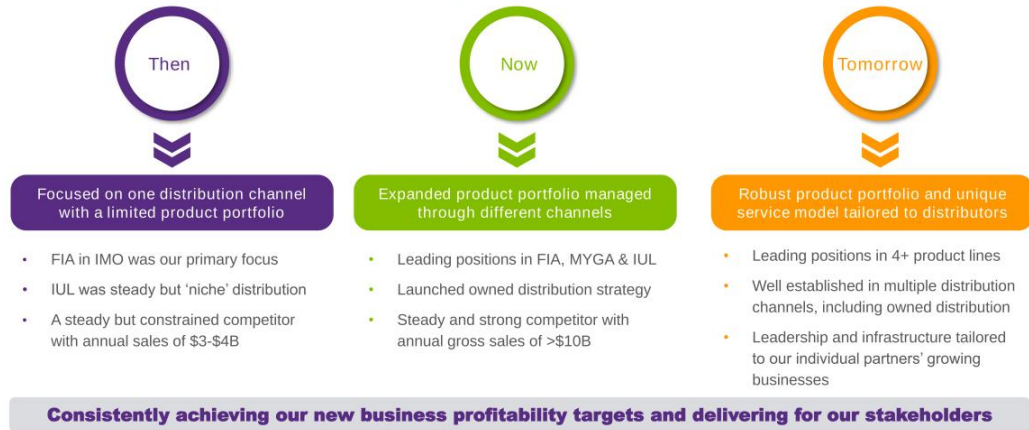 Then
Focused on one distribution channel
with a limited product portfolio
• FIA in IMO was our primary focus
• IUL was steady but ‘niche’ distribution
• A steady but constrained competitor
with annual sales of $3-$4B
Now
Expanded product portfolio managed
through different channels
• Leading positions in FIA, MYGA & IUL
• Launched owned distribution strategy
• Steady and strong competitor with
annual gross sales of >$10B
Tomorrow
Robust product portfolio and unique
service model tailored to distributors
• Leading positions in 4+ product lines
• Well established in multiple distribution
channels, including owned distribution
• Leadership and infrastructure tailored
to our individual partners’ growing
businesses
Consistently achieving our new business profitability targets and delivering for our stakeholders